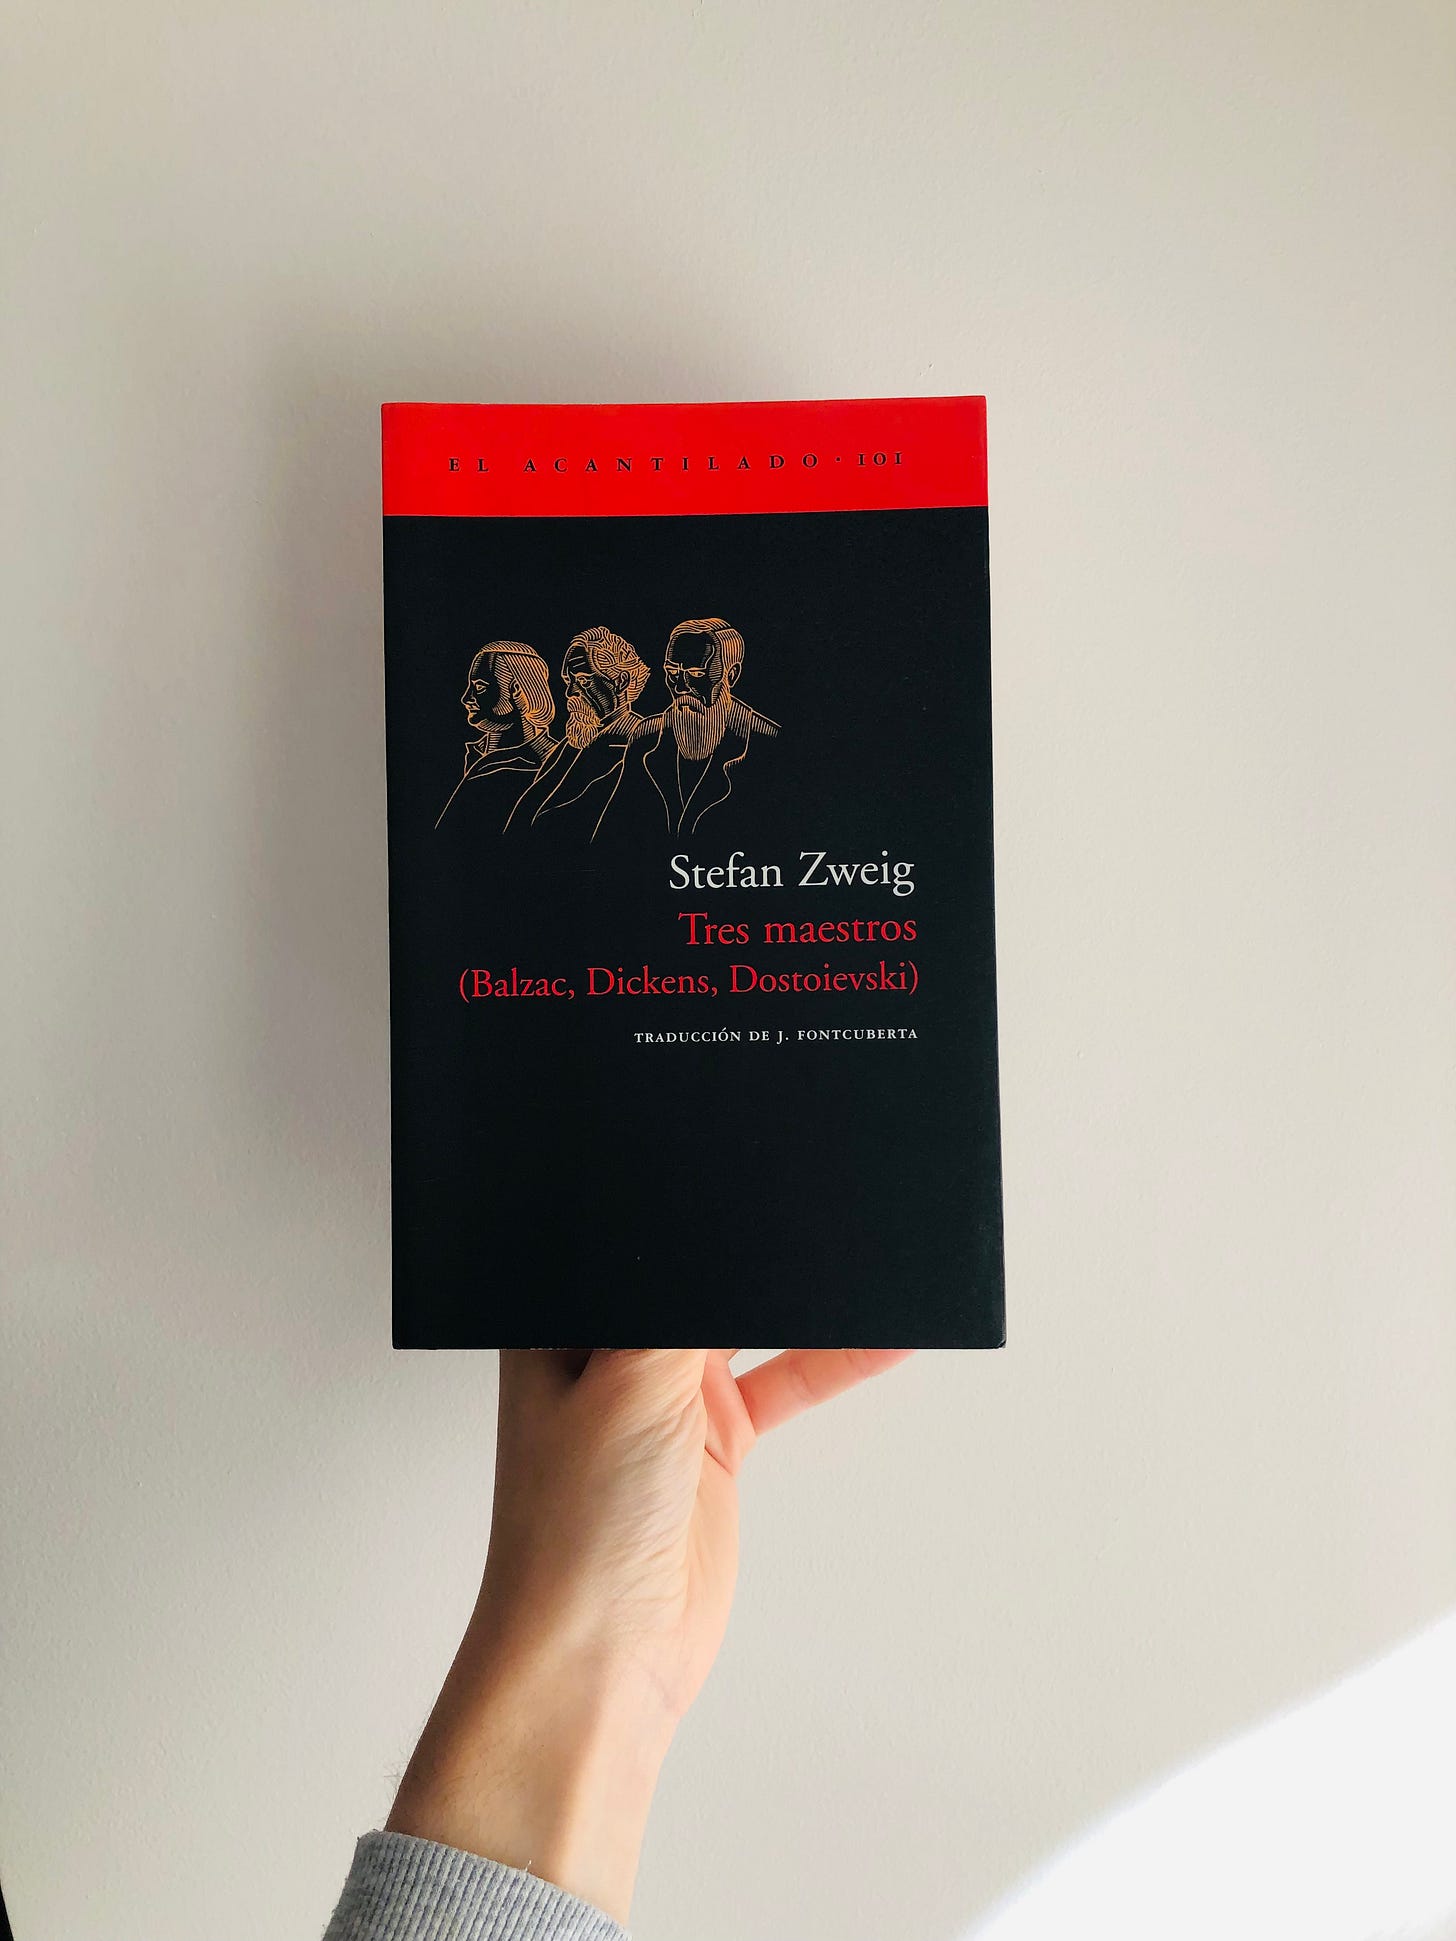 EL ACANTILADO · 101
Stefan Zweig
Tres maestros
(Balzac, Dickens, Dostoievski)
TRADUCCIÓN DE J. FONTCUBERTA